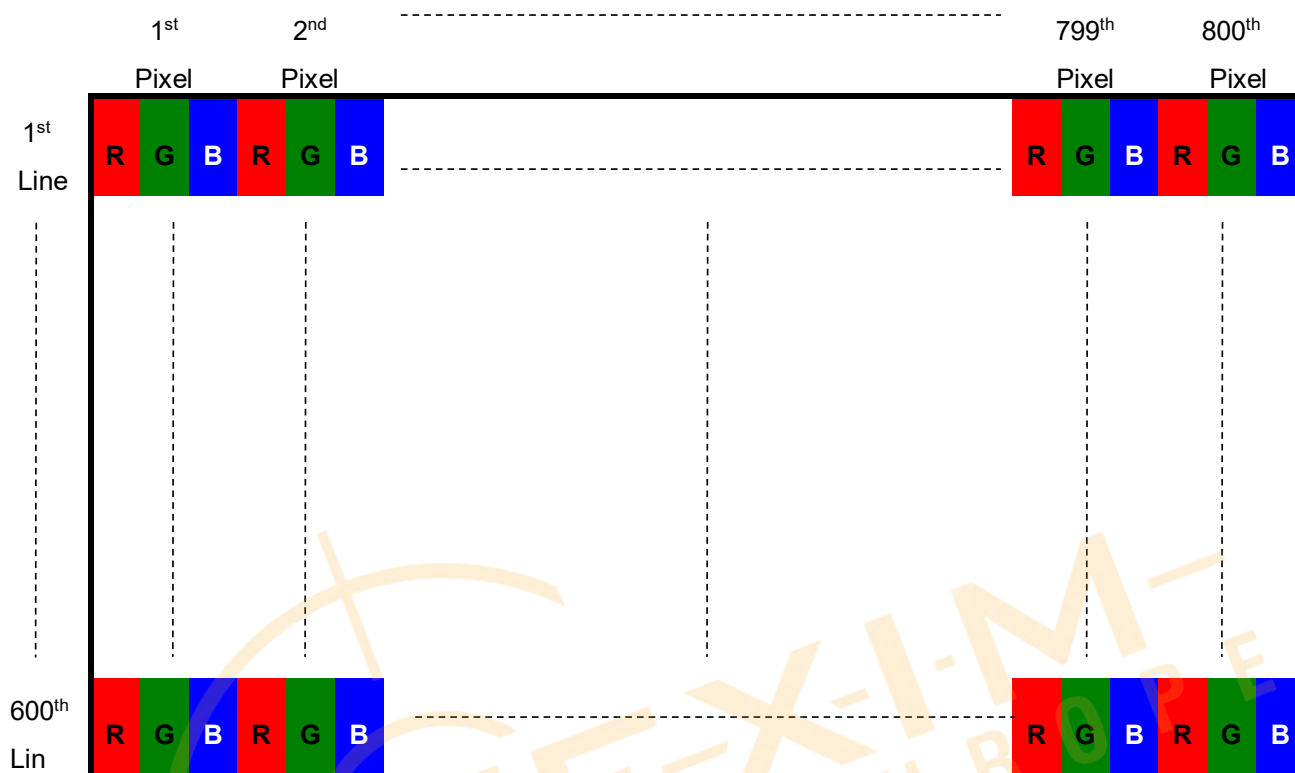 1st 2nd 799th 800th
Pixel Pixel Pixel Pixel
1st
Line
R G B R G B R G B R G B
600th
Lin
R G B R G B R G B R G B